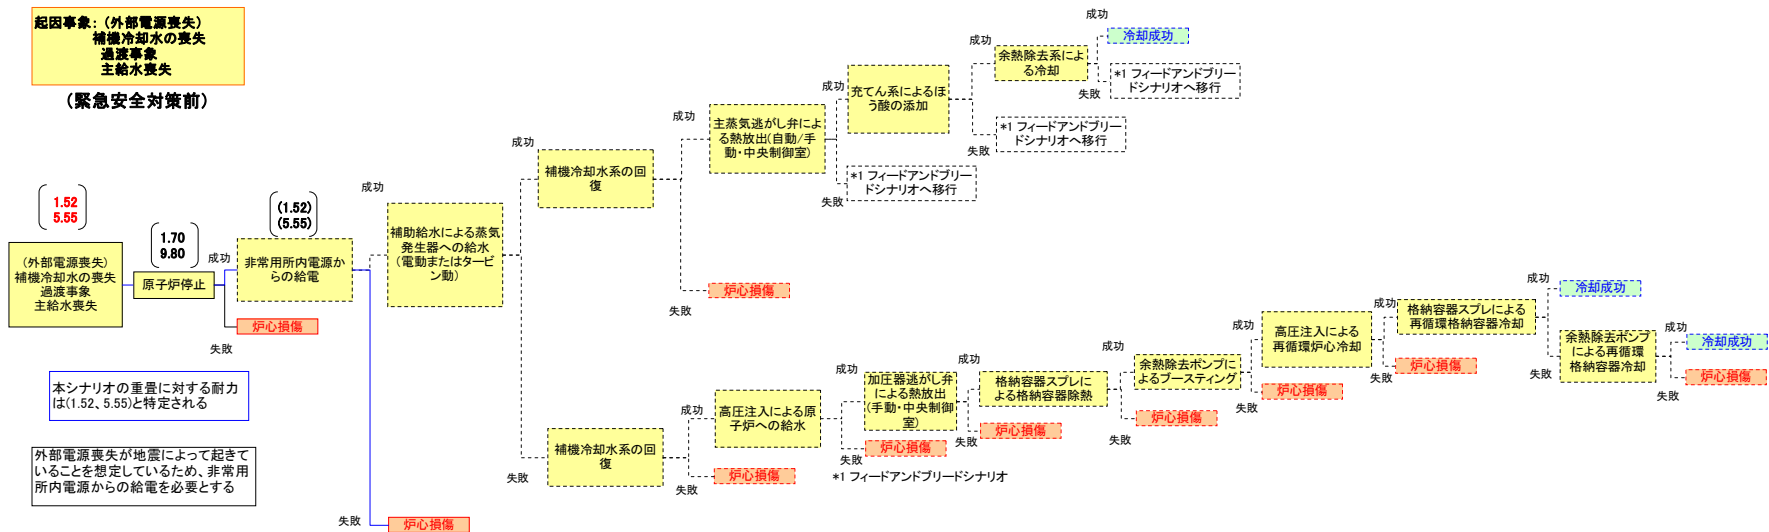 起因事象：(外部電源喪失)
補機冷却水の喪失
過渡事象
主給水喪失
(緊急安全対策前)
1.52
5.55
(外部電源喪失)
補機冷却水の喪失
過渡事象
主給水喪失
1.70
9.80
原子炉停止
成功
失敗
炉心損傷
(1.52)
(5.55)
非常用所内電源か
らの給電
成功
失敗
炉心損傷
補助給水による蒸気
発生器への給水
(電動またはタービ
ン動)
成功
失敗
補機冷却水系の回
復
成功
失敗
炉心損傷
主蒸気逃がし弁によ
る熱放出(自動/手
動・中央制御室)
成功
失敗
*1 フィードアンドブリー
ドシナリオへ移行
充てん系によるほ
う酸の添加
成功
失敗
*1 フィードアンドブリー
ドシナリオへ移行
余熱除去系によ
る冷却
成功
冷却成功
失敗
*1 フィードアンドブリー
ドシナリオへ移行
補機冷却水系の回
復
成功
失敗
炉心損傷
高圧注入による原
子炉への給水
成功
失敗
炉心損傷
*1 フィードアンドブリードシナリオ
加圧器逃がし弁
による熱放出
(手動・中央制御
室)
成功
失敗
炉心損傷
格納容器スプレに
よる格納容器除熱
成功
失敗
炉心損傷
余熱除去ポンプに
よるブースティング
成功
失敗
炉心損傷
高圧注入による
再循環炉心冷却
成功
失敗
炉心損傷
格納容器スプレによる
再循環格納容器冷却
成功
冷却成功
失敗
余熱除去ポンプ
による再循環
格納容器冷却
成功
冷却成功
失敗
炉心損傷
本シナリオの重畳に対する耐力
は(1.52、5.55)と特定される
外部電源喪失が地震によって起きて
いることを想定しているため、非常用
所内電源からの給電を必要とする